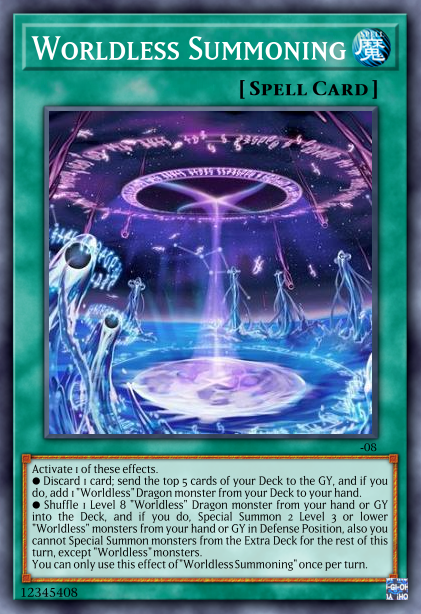 WORLDLESS SUMMONING 魔
[SPELL CARD]
-08
Activate 1 of these effects.
● Discard 1 card; send the top 5 cards of your Deck to the GY, and if you
do, add 1 "Worldless" Dragon monster from your Deck to your hand.
● Shuffle 1 Level 8 "Worldless" Dragon monster from your hand or GY
into the Deck, and if you do, Special Summon 2 Level 3 or lower
"Worldless" monsters from your hand or GY in Defense Position, also you
cannot Special Summon monsters from the Extra Deck for the rest of this
turn, except "Worldless" monsters.
You can only use this effect of "Worldless Summoning" once per turn.
12345408